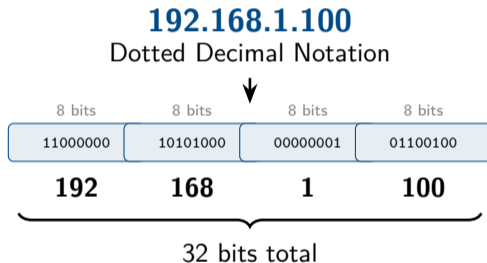 192.168.1.100
Dotted Decimal Notation
8 bits 8 bits 8 bits 8 bits
11000000 10101000 00000001 01100100
192 168 1 100
32 bits total